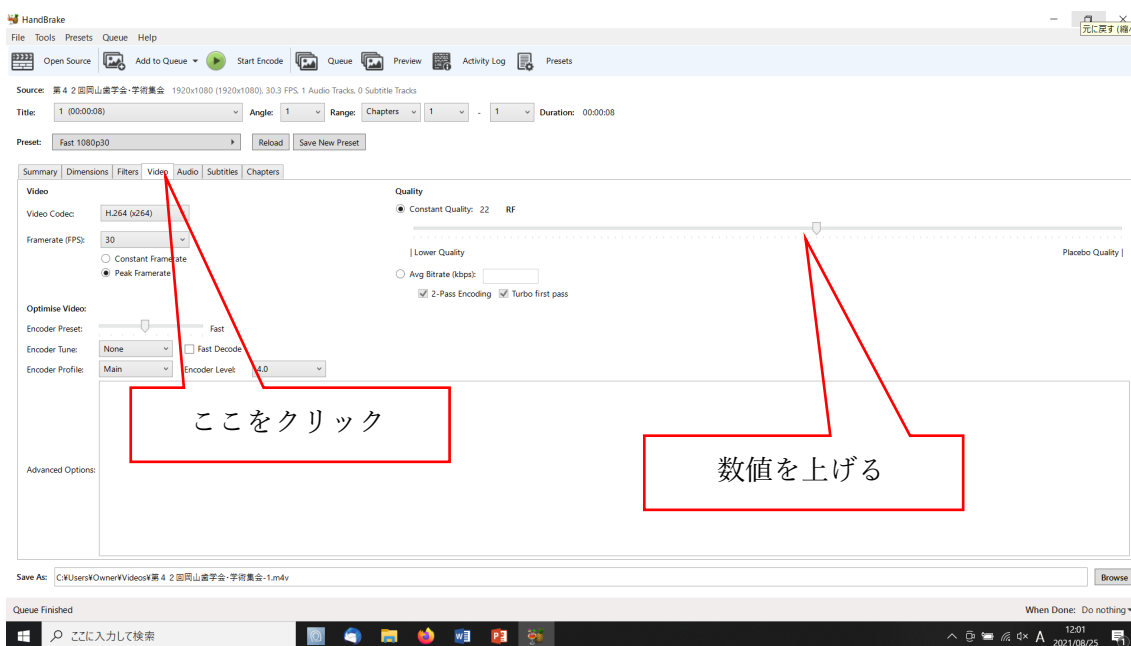 HandBrake
元に戻す (縮
File Tools Presets Queue Help
Open Source Add to Queue Start Encode Queue Preview Activity Log Presets
Source: 第42回岡山歯学会・学術集会 1920x1080 (1920x1080), 30.3 FPS, 1 Audio Tracks, 0 Subtitle Tracks
Title: 1 (00:00:08) Angle: 1 Range: Chapters 1 - 1 Duration: 00:00:08
Preset: Fast 1080p30 Reload Save New Preset
Summary Dimensions Filters Video Audio Subtitles Chapters
Video
Video Codec: H.264 (x264)
Framerate (FPS): 30
Constant Framerate
Peak Framerate
Quality
Constant Quality: 22 RF
| Lower Quality Placebo Quality |
Avg Bitrate (kbps):
2-Pass Encoding Turbo first pass
Optimise Video:
Encoder Preset: Fast
Encoder Tune: None Fast Decode
Encoder Profile: Main Encoder Level: 4.0
ここをクリック
数値を上げる
Advanced Options:
Save As: C:¥Users¥Owner¥Videos¥第42回岡山歯学会・学術集会-1.m4v Browse
Queue Finished When Done: Do nothing
ここに入力して検索
A 12:01
2021/08/25